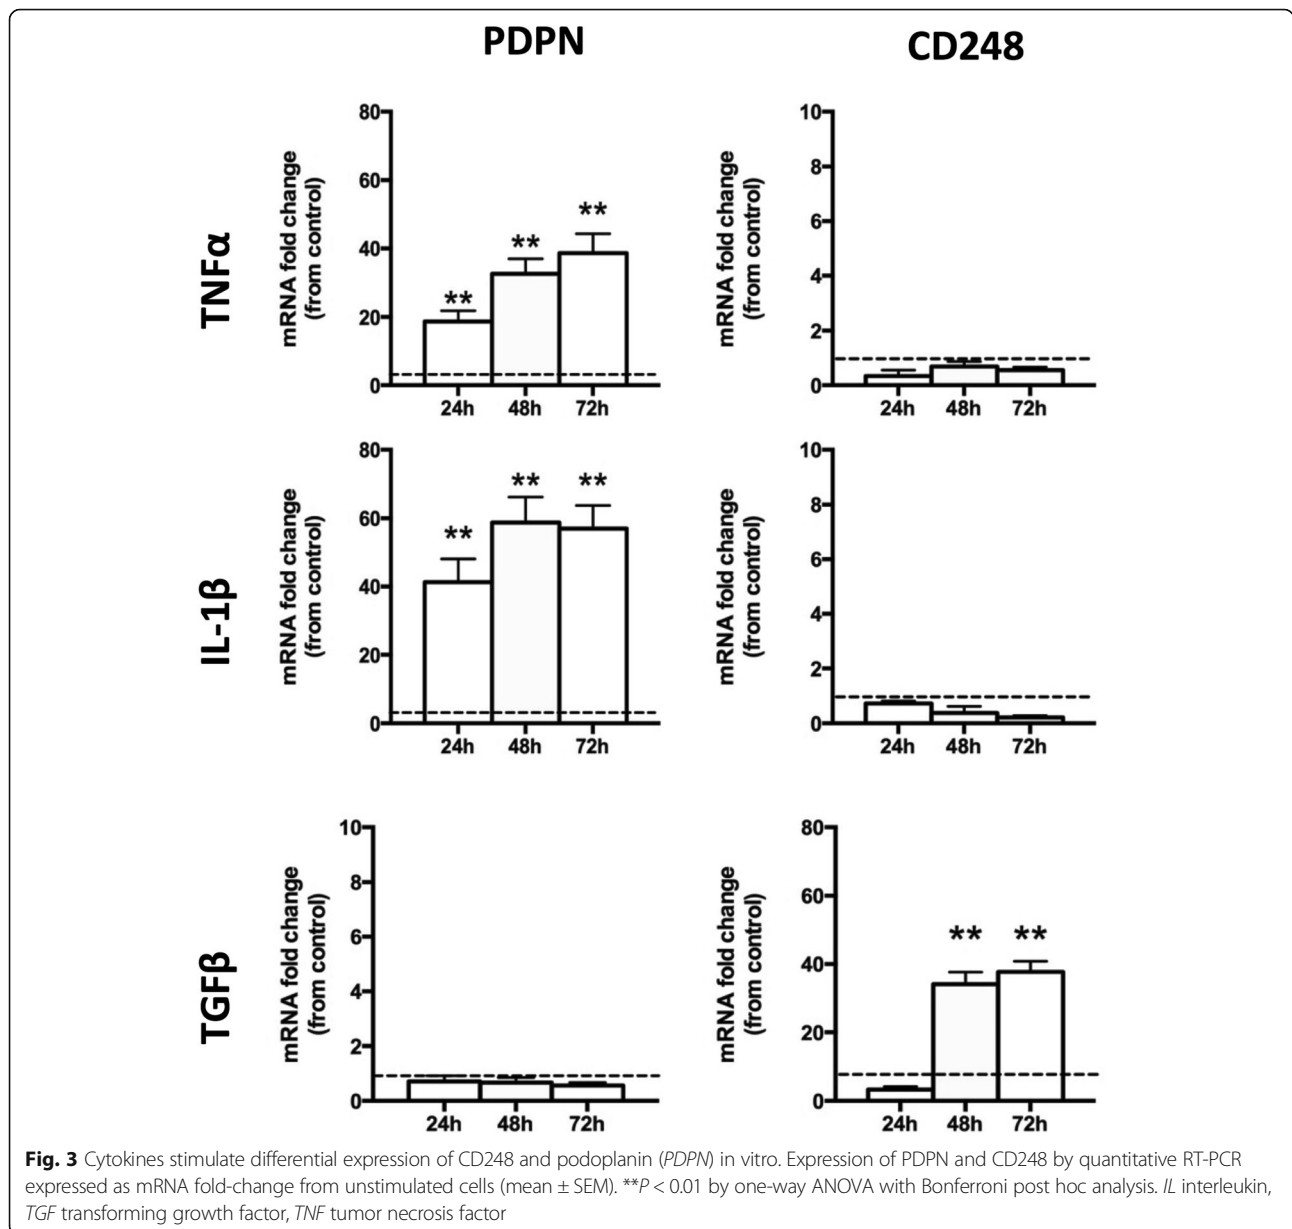 PDPN
CD248
TNFα
mRNA fold change
(from control)
80
60
40
20
0
**
**
**
24h 48h 72h
mRNA fold change
(from control)
10
8
6
4
2
0
24h 48h 72h
IL-1β
mRNA fold change
(from control)
80
60
40
20
0
**
**
**
24h 48h 72h
mRNA fold change
(from control)
10
8
6
4
2
0
24h 48h 72h
TGFβ
mRNA fold change
(from control)
10
8
6
4
2
0
24h 48h 72h
mRNA fold change
(from control)
80
60
40
20
0
**
**
24h 48h 72h
Fig. 3 Cytokines stimulate differential expression of CD248 and podoplanin (PDPN) in vitro. Expression of PDPN and CD248 by quantitative RT-PCR
expressed as mRNA fold-change from unstimulated cells (mean ± SEM). **P < 0.01 by one-way ANOVA with Bonferroni post hoc analysis. IL interleukin,
TGF transforming growth factor, TNF tumor necrosis factor